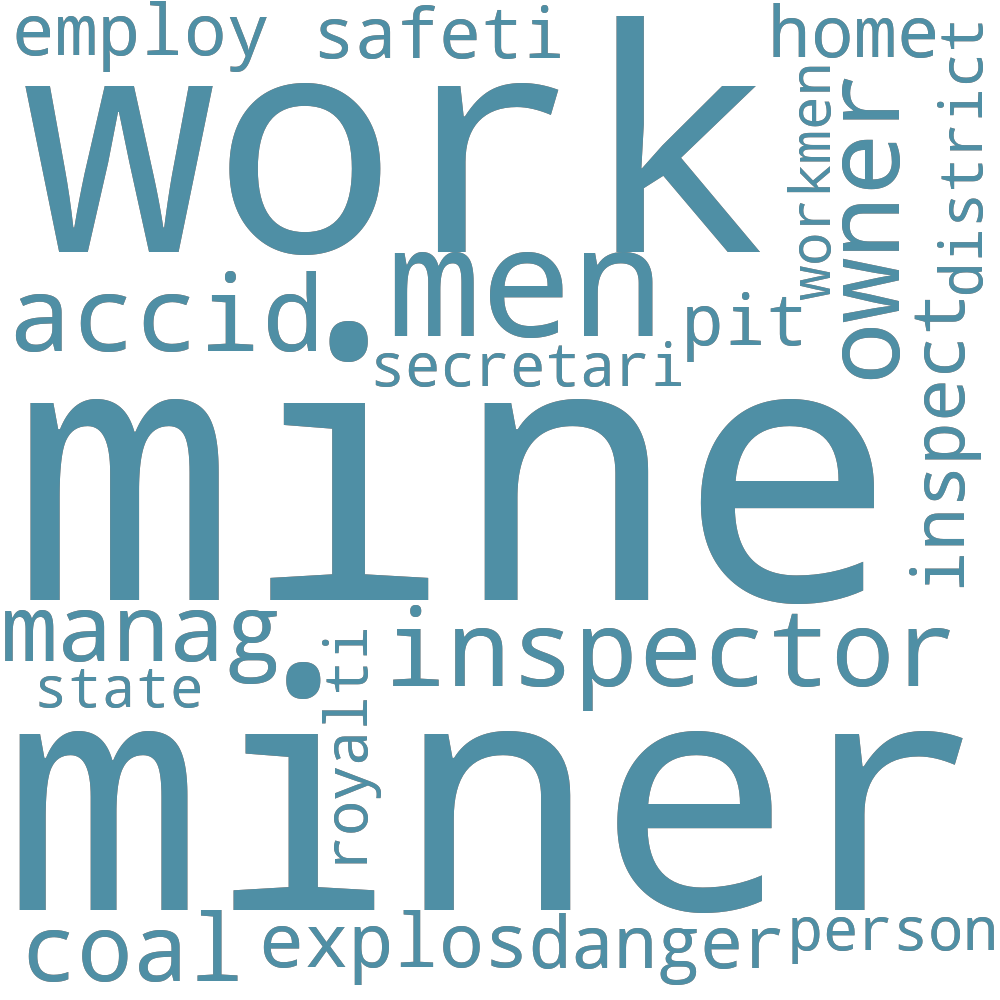 employ safeti home
work
workmen
owner
district
accid men pit
secretari
inspect
mine
manag inspector
state
royalti
miner
coal explos danger person